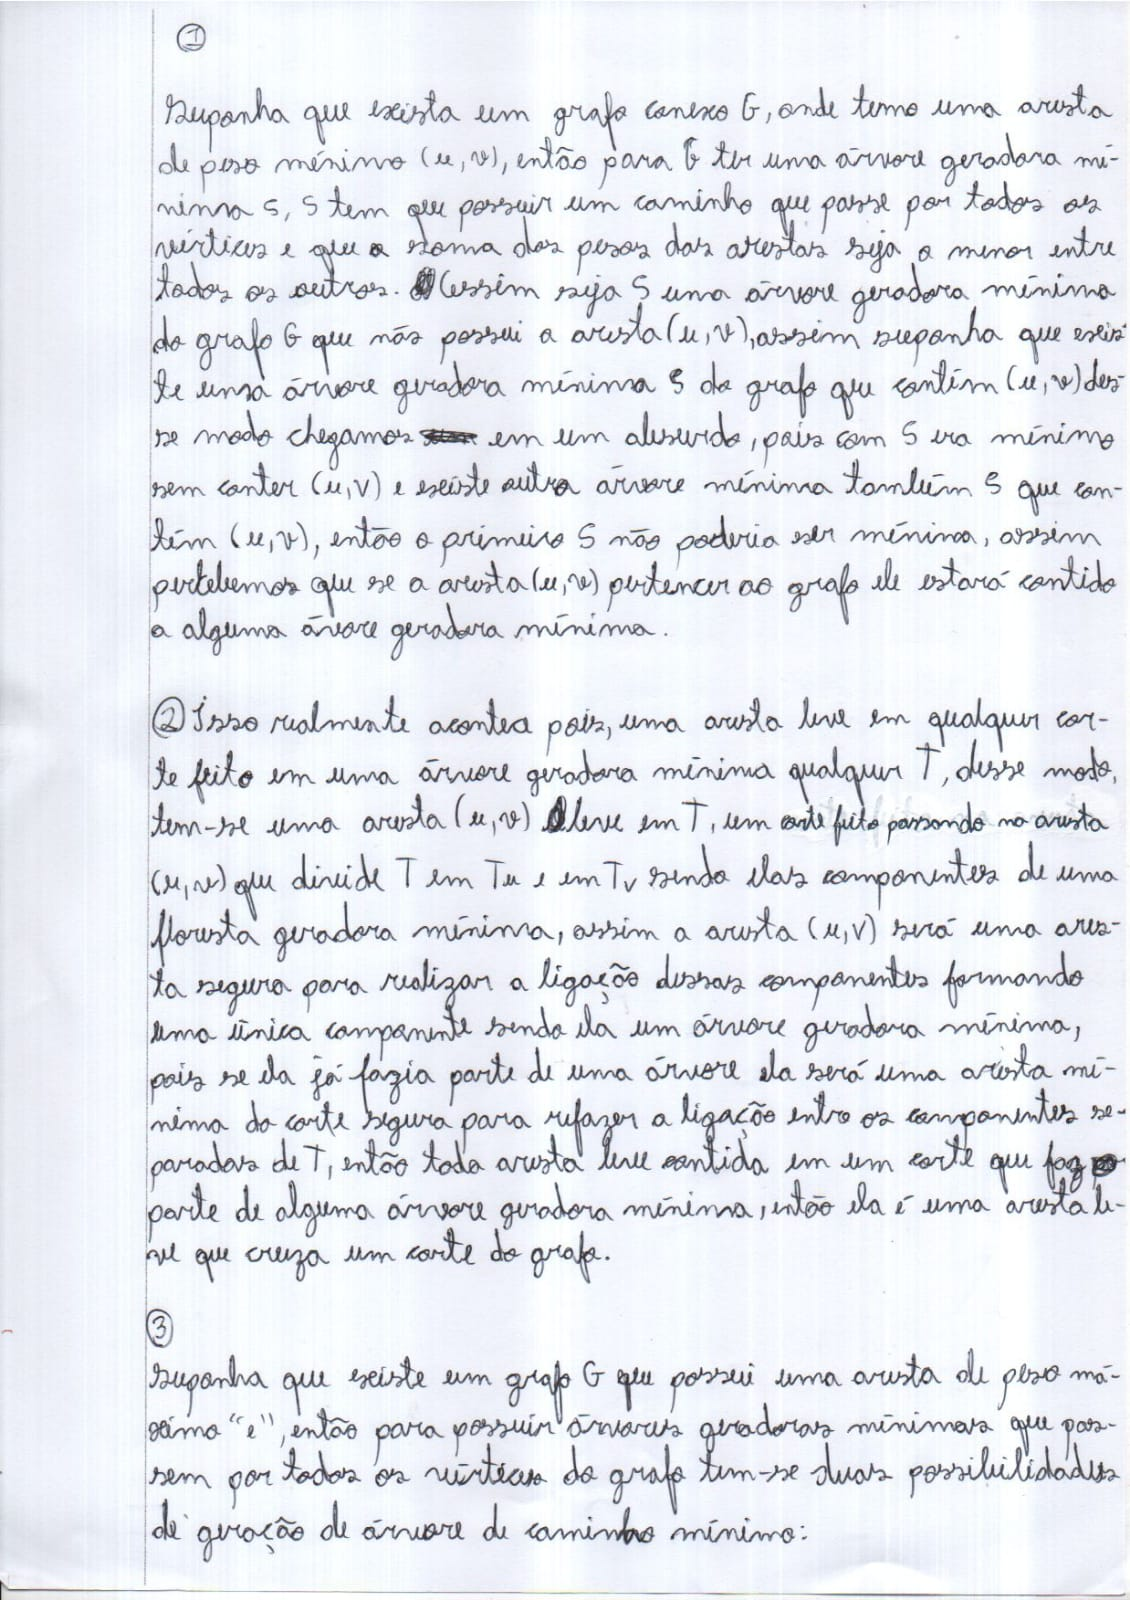 1
Suponha que exista um grafo conexo G, onde temo uma aresta
de peso mínimo (u, v), então para G ter uma árvore geradora mí-
nima S, S tem que possuir um caminho que passe por todos os
vértices e que a soma dos pesos das arestas seja a menor entre
todos os outros. Assim seja S uma árvore geradora mínima
do grafo G que não possui a aresta (u, v), assim suponha que exis-
te uma árvore geradora mínima S do grafo que contém (u, v) des-
se modo chegamos em um absurdo, pois com S era mínimo
sem conter (u, v) e existe outra árvore mínima também S que con-
tém (u, v), então o primeiro S não poderia ser mínima, assim
percebemos que se a aresta (u, v) pertencer ao grafo ele estará contido
a alguma árvore geradora mínima.
2 Isso realmente acontece pois, uma aresta leve em qualquer cor-
te feito em uma árvore geradora mínima qualquer T, desse modo,
tem-se uma aresta (u, v) leve em T, um corte feito passando na aresta
(u, v) que divide T em Tu e em Tv sendo elas componentes de uma
floresta geradora mínima, assim a aresta (u, v) será uma ares-
ta segura para realizar a ligação dessas componentes formando
uma única componente sendo ela um árvore geradora mínima,
pois se ela já fazia parte de uma árvore ela será uma aresta mí-
nima do corte segura para refazer a ligação entre os componentes se-
paradas de T, então toda aresta leve contida em um corte que faz
parte de alguma árvore geradora mínima, então ela é uma aresta le-
ve que cruza um corte do grafo.
3
Suponha que existe um grafo G que possui uma aresta de peso má-
ximo "e", então para possuir árvores geradoras mínimas que pas-
sem por todos os vértices do grafo tem-se duas possibilidades
de geração de árvore de caminho mínimo: